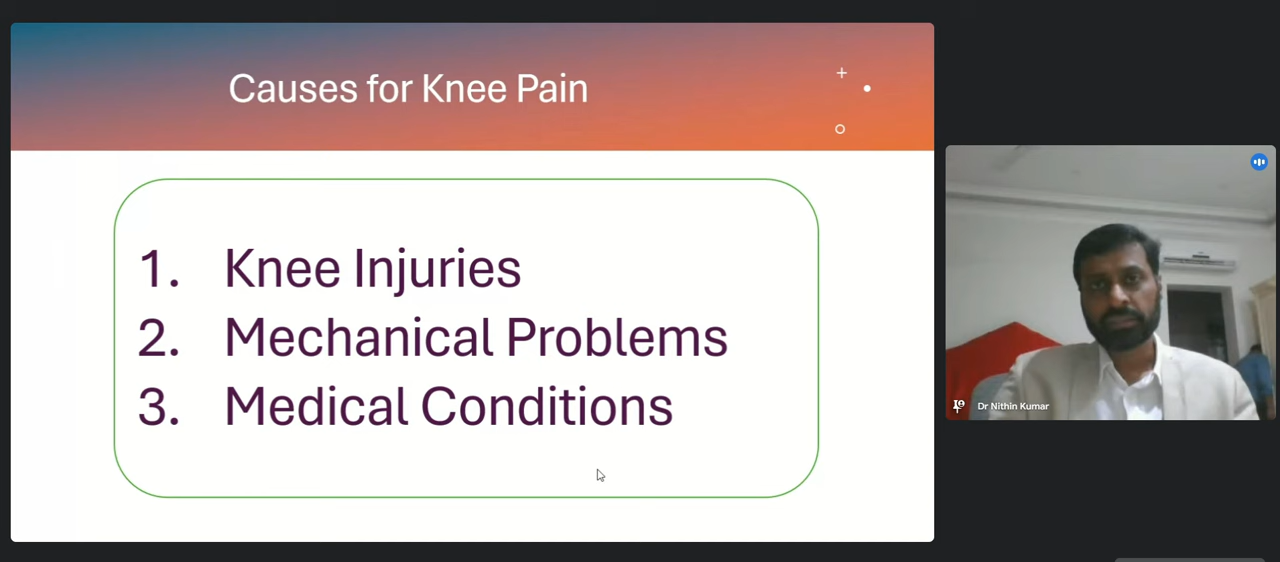 Causes for Knee Pain
1. Knee Injuries
2. Mechanical Problems
3. Medical Conditions
Dr Nithin Kumar